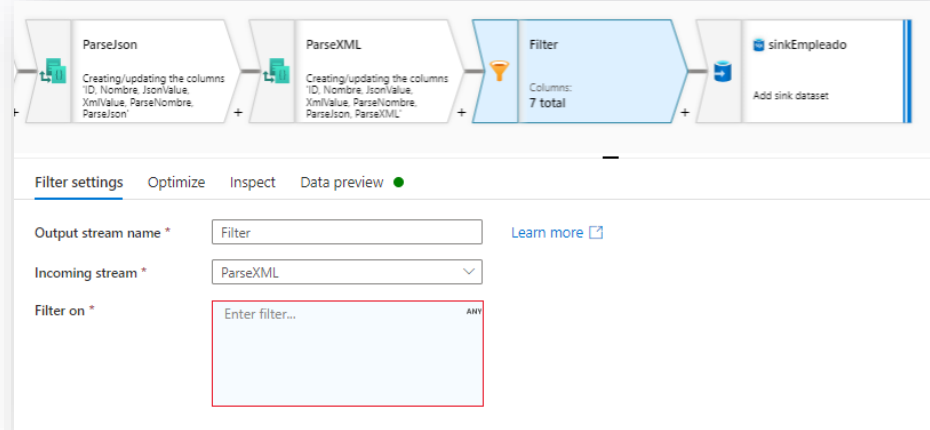 ParseJson
Creating/updating the columns
'ID, Nombre, JsonValue,
XmlValue, ParseNombre,
ParseJson'
+
ParseXML
Creating/updating the columns
'ID, Nombre, JsonValue,
XmlValue, ParseNombre,
ParseJson, ParseXML'
+
Filter
Columns:
7 total
+
sinkEmpleado
Add sink dataset
+
Filter settings Optimize Inspect Data preview
Output stream name * Filter Learn more
Incoming stream * ParseXML
Filter on * Enter filter... ANY